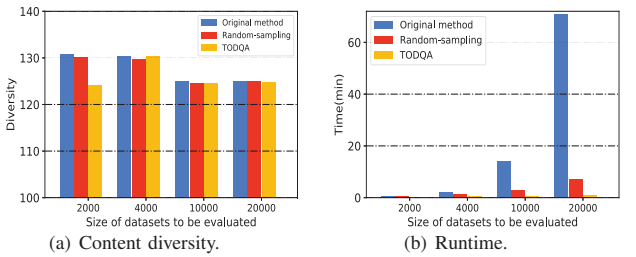 140
130
120
110
100
Diversity
Original method
Random-sampling
TODQA
2000 4000 10000 20000
Size of datasets to be evaluated
(a) Content diversity.
60
40
20
0
Time(min)
Original method
Random-sampling
TODQA
2000 4000 10000 20000
Size of datasets to be evaluated
(b) Runtime.